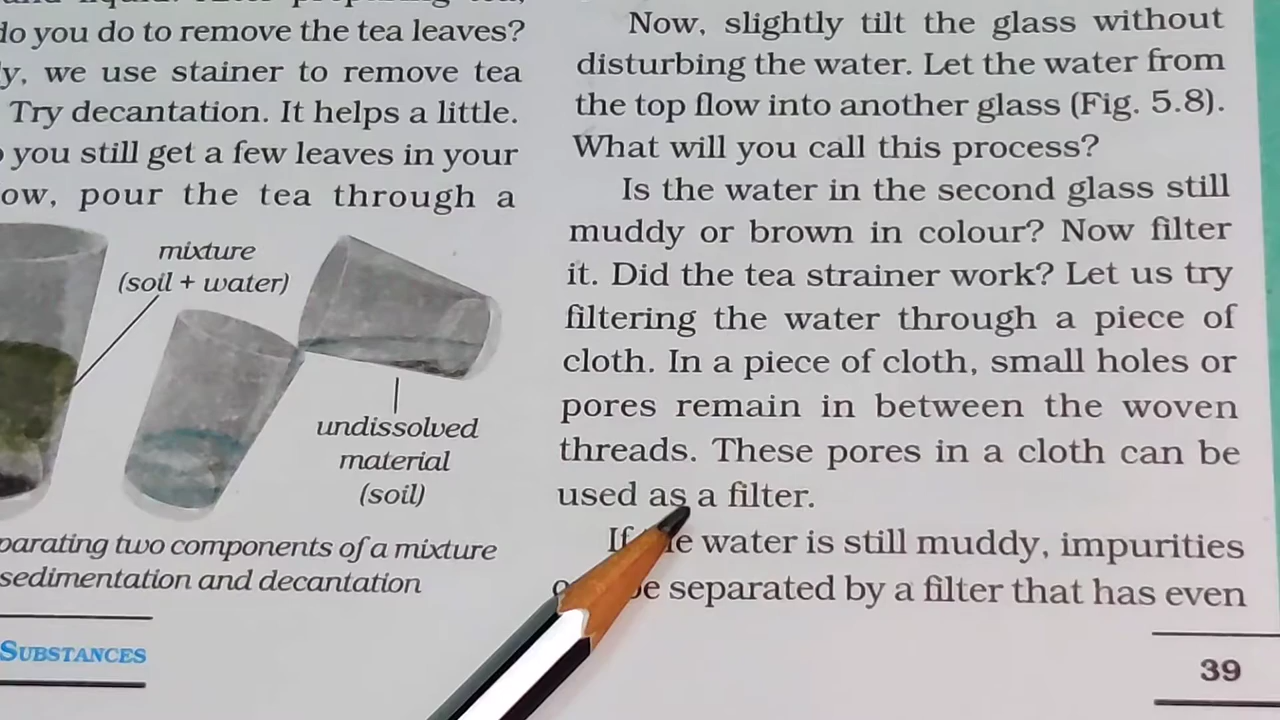 do you do to remove the tea leaves?
we use stainer to remove tea
Try decantation. It helps a little.
you still get a few leaves in your
pour the tea through a
mixture
(soil + water)
undissolved
material
(soil)
two components of a mixture
sedimentation and decantation
SUBSTANCES
Now, slightly tilt the glass without
disturbing the water. Let the water from
the top flow into another glass (Fig. 5.8).
What will you call this process?
Is the water in the second glass still
muddy or brown in colour? Now filter
it. Did the tea strainer work? Let us try
filtering the water through a piece of
cloth. In a piece of cloth, small holes or
pores remain in between the woven
threads. These pores in a cloth can be
used as a filter.
If water is still muddy, impurities
separated by a filter that has even
39